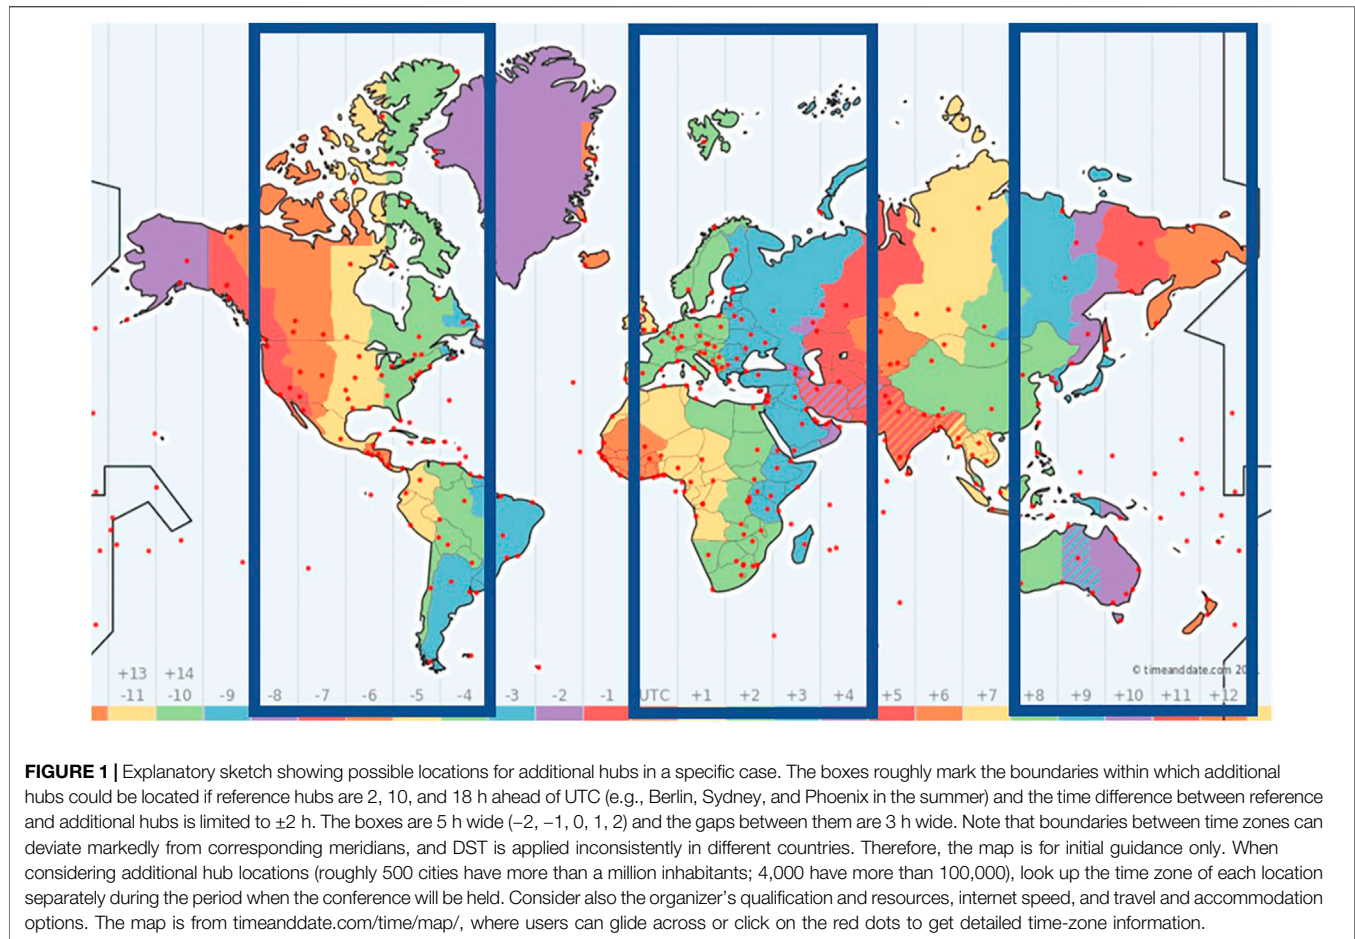 +13 +14
-11 -10 -9 -8 -7 -6 -5 -4 -3 -2 -1 UTC +1 +2 +3 +4 +5 +6 +7 +8 +9 +10 +11 +12
© timeanddate.com
FIGURE 1 | Explanatory sketch showing possible locations for additional hubs in a specific case. The boxes roughly mark the boundaries within which additional
hubs could be located if reference hubs are 2, 10, and 18 h ahead of UTC (e.g., Berlin, Sydney, and Phoenix in the summer) and the time difference between reference
and additional hubs is limited to ±2 h. The boxes are 5 h wide (−2, −1, 0, 1, 2) and the gaps between them are 3 h wide. Note that boundaries between time zones can
deviate markedly from corresponding meridians, and DST is applied inconsistently in different countries. Therefore, the map is for initial guidance only. When
considering additional hub locations (roughly 500 cities have more than a million inhabitants; 4,000 have more than 100,000), look up the time zone of each location
separately during the period when the conference will be held. Consider also the organizer's qualification and resources, internet speed, and travel and accommodation
options. The map is from timeanddate.com/time/map/, where users can glide across or click on the red dots to get detailed time-zone information.